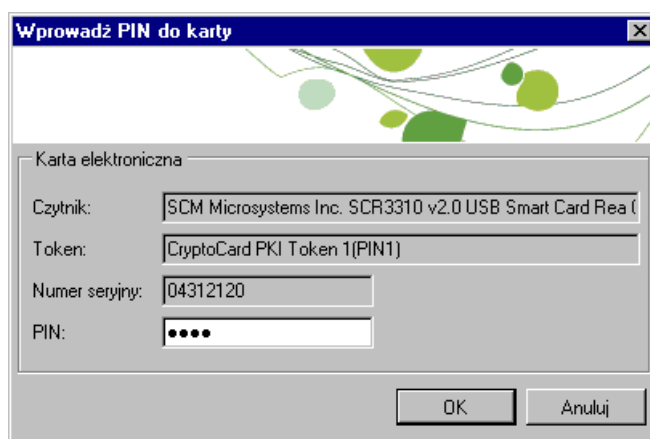 Wprowadź PIN do karty
Karta elektroniczna
Czytnik: SCM Microsystems Inc. SCR3310 v2.0 USB Smart Card Rea
Token: CryptoCard PKI Token 1(PIN1)
Numer seryjny: 04312120
PIN: ●●●●
OK Anuluj